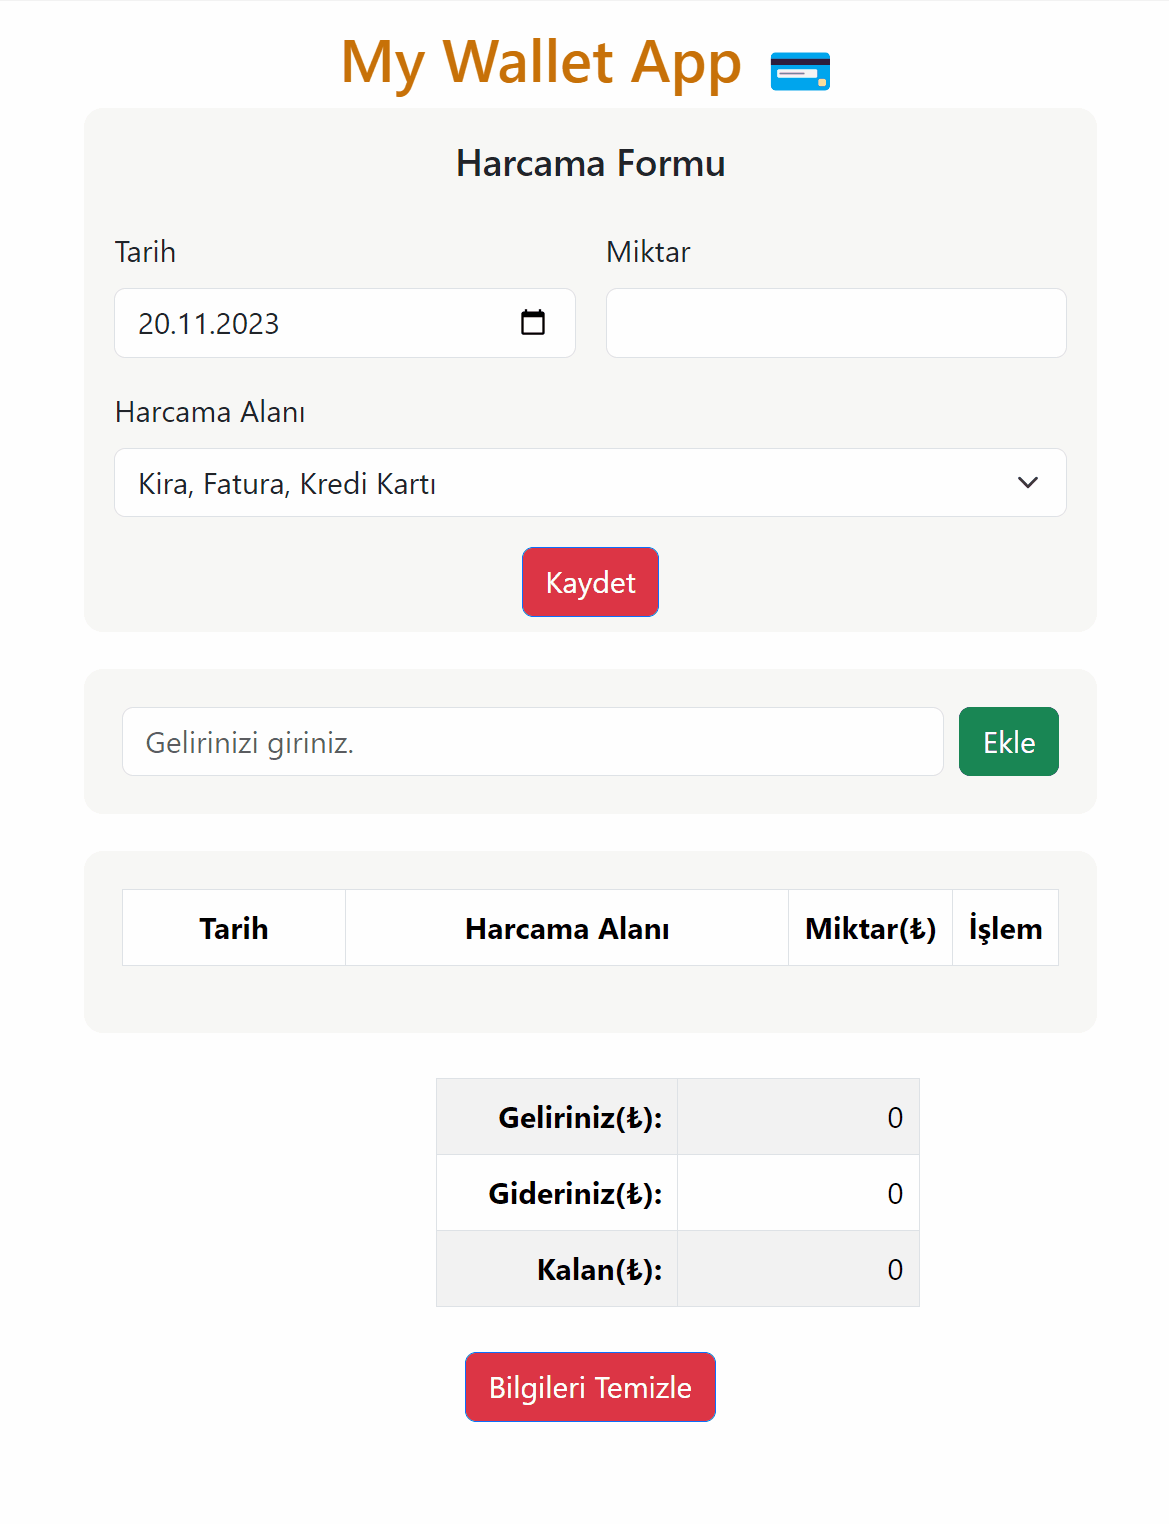 My Wallet App
Harcama Formu
Tarih Miktar
20.11.2023
Harcama Alanı
Kira, Fatura, Kredi Kartı
Kaydet
Gelirinizi giriniz. Ekle
Tarih Harcama Alanı Miktar(₺) İşlem
Geliriniz(₺): 0
Gideriniz(₺): 0
Kalan(₺): 0
Bilgileri Temizle